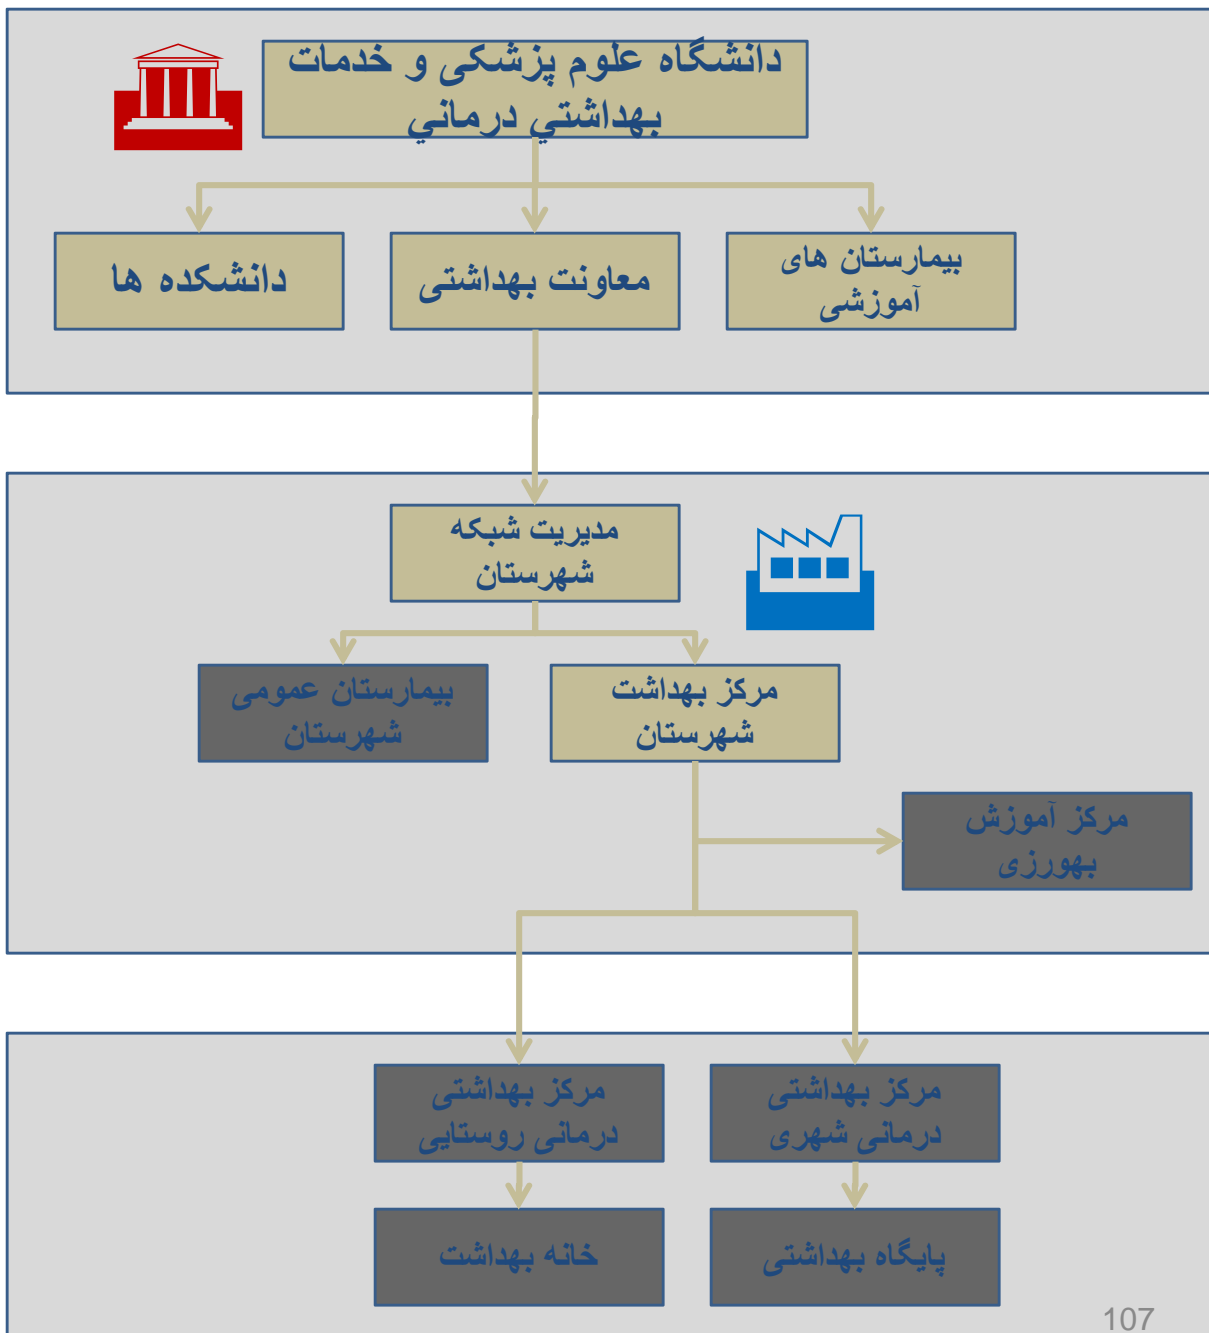 دانشگاه علوم پزشکی و خدمات
بهداشتي درماني
بیمارستان های
آموزشی
معاونت بهداشتی
دانشکده ها
مدیریت شبکه
شهرستان
مرکز بهداشت
شهرستان
بیمارستان عمومی
شهرستان
مرکز آموزش
بهورزی
مرکز بهداشتی
درمانی شهری
مرکز بهداشتی
درمانی روستایی
پایگاه بهداشتی
خانه بهداشت
107